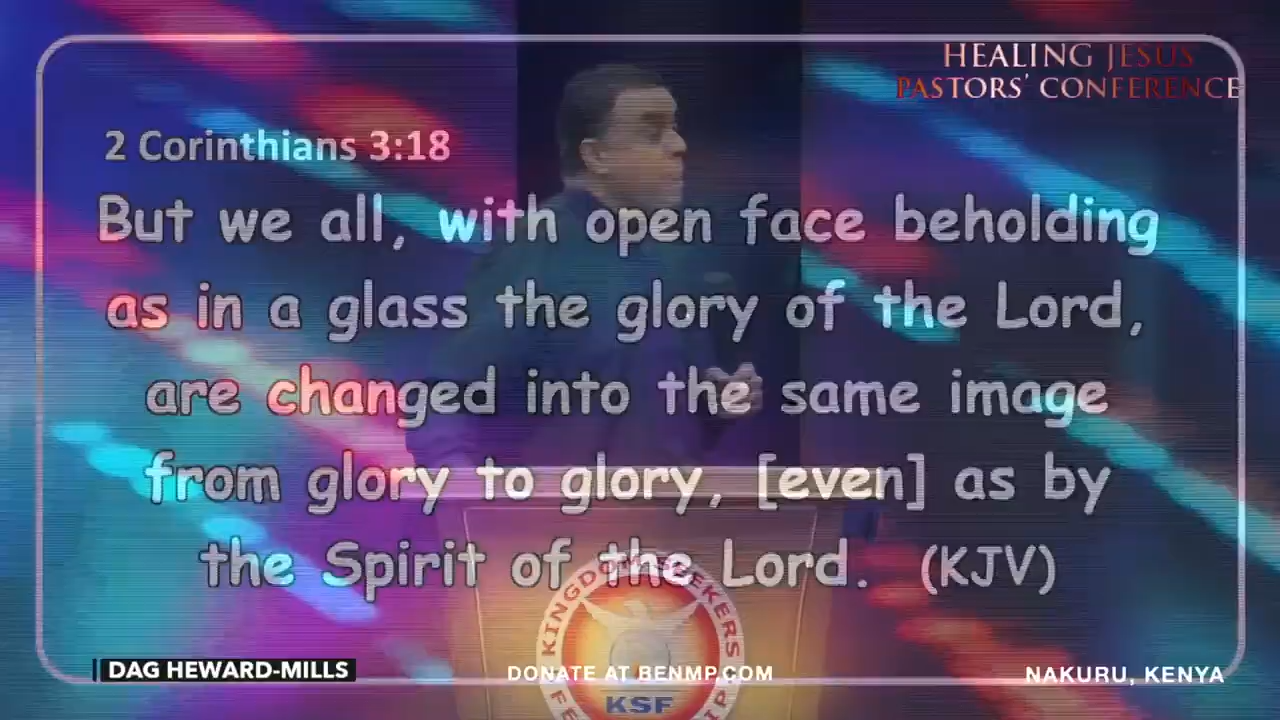 HEALING JESUS
PASTORS' CONFERENCE
2 Corinthians 3:18
But we all, with open face beholding
as in a glass the glory of the Lord,
are changed into the same image
from glory to glory, [even] as by
the Spirit of the Lord. (KJV)
KINGDOM SEEKERS
KSF
DAG HEWARD-MILLS
DONATE AT BENMP.COM
NAKURU, KENYA